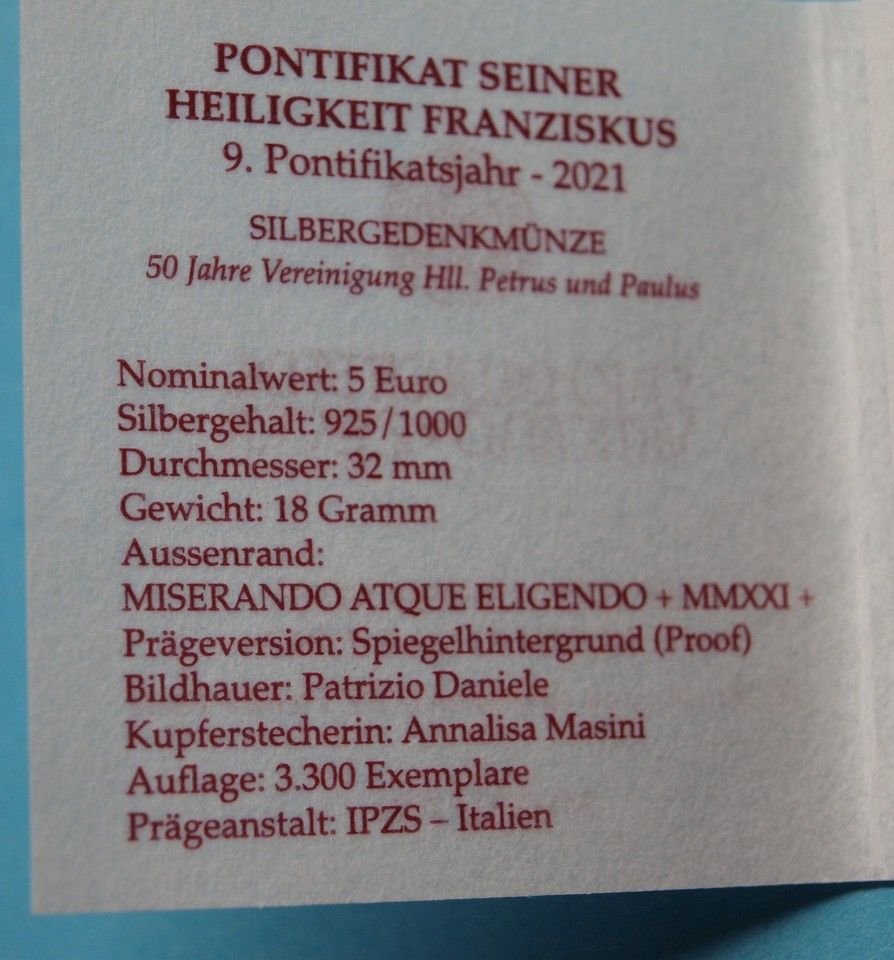 PONTIFIKAT SEINER
HEILIGKEIT FRANZISKUS
9. Pontifikatsjahr - 2021
SILBERGEDENKMÜNZE
50 Jahre Vereinigung Hll. Petrus und Paulus
Nominalwert: 5 Euro
Silbergehalt: 925/1000
Durchmesser: 32 mm
Gewicht: 18 Gramm
Aussenrand:
MISERANDO ATQUE ELIGENDO + MMXXI +
Prägeversion: Spiegelhintergrund (Proof)
Bildhauer: Patrizio Daniele
Kupferstecherin: Annalisa Masini
Auflage: 3.300 Exemplare
Prägeanstalt: IPZS – Italien